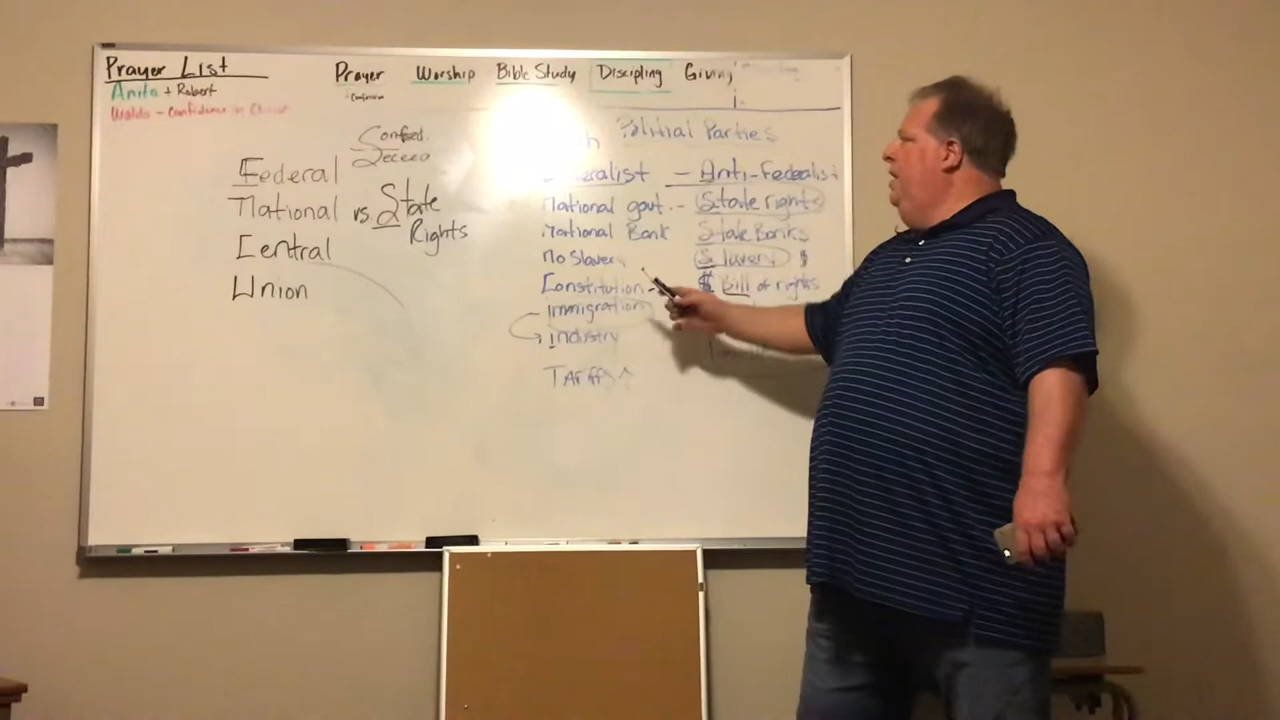 Prayer List
Anita + Robert
Waldo - Confidence in Christ
Prayer Worship Bible Study Discipling Giving
Confed.
Federal
National vs. State Rights
Central
Union
Political Parties
Anti-Federalist
National govt. - State rights
National Bank State Banks
No Slavery Slavery $
Constitution - Bill of rights
Immigration
Industry
Tariffs ^